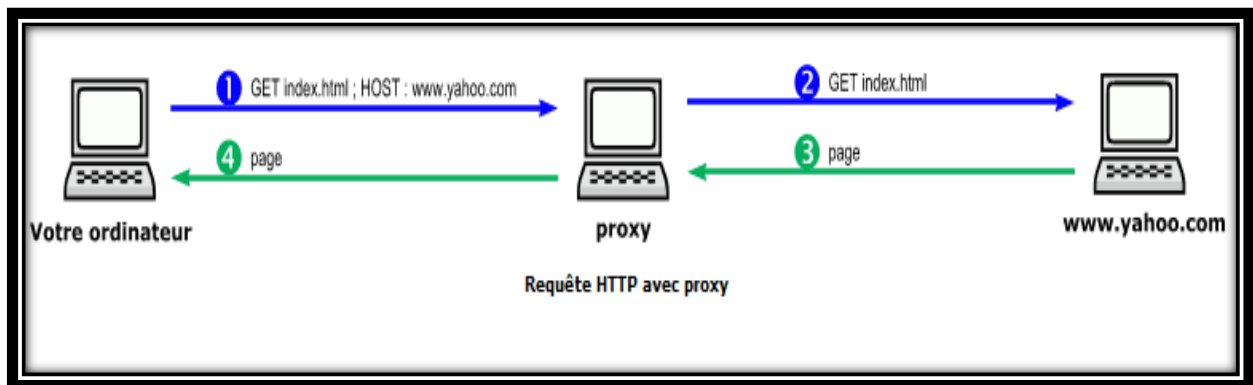 1 GET index.html ; HOST : www.yahoo.com
2 GET index.html
4 page
3 page
Votre ordinateur
proxy
www.yahoo.com
Requête HTTP avec proxy